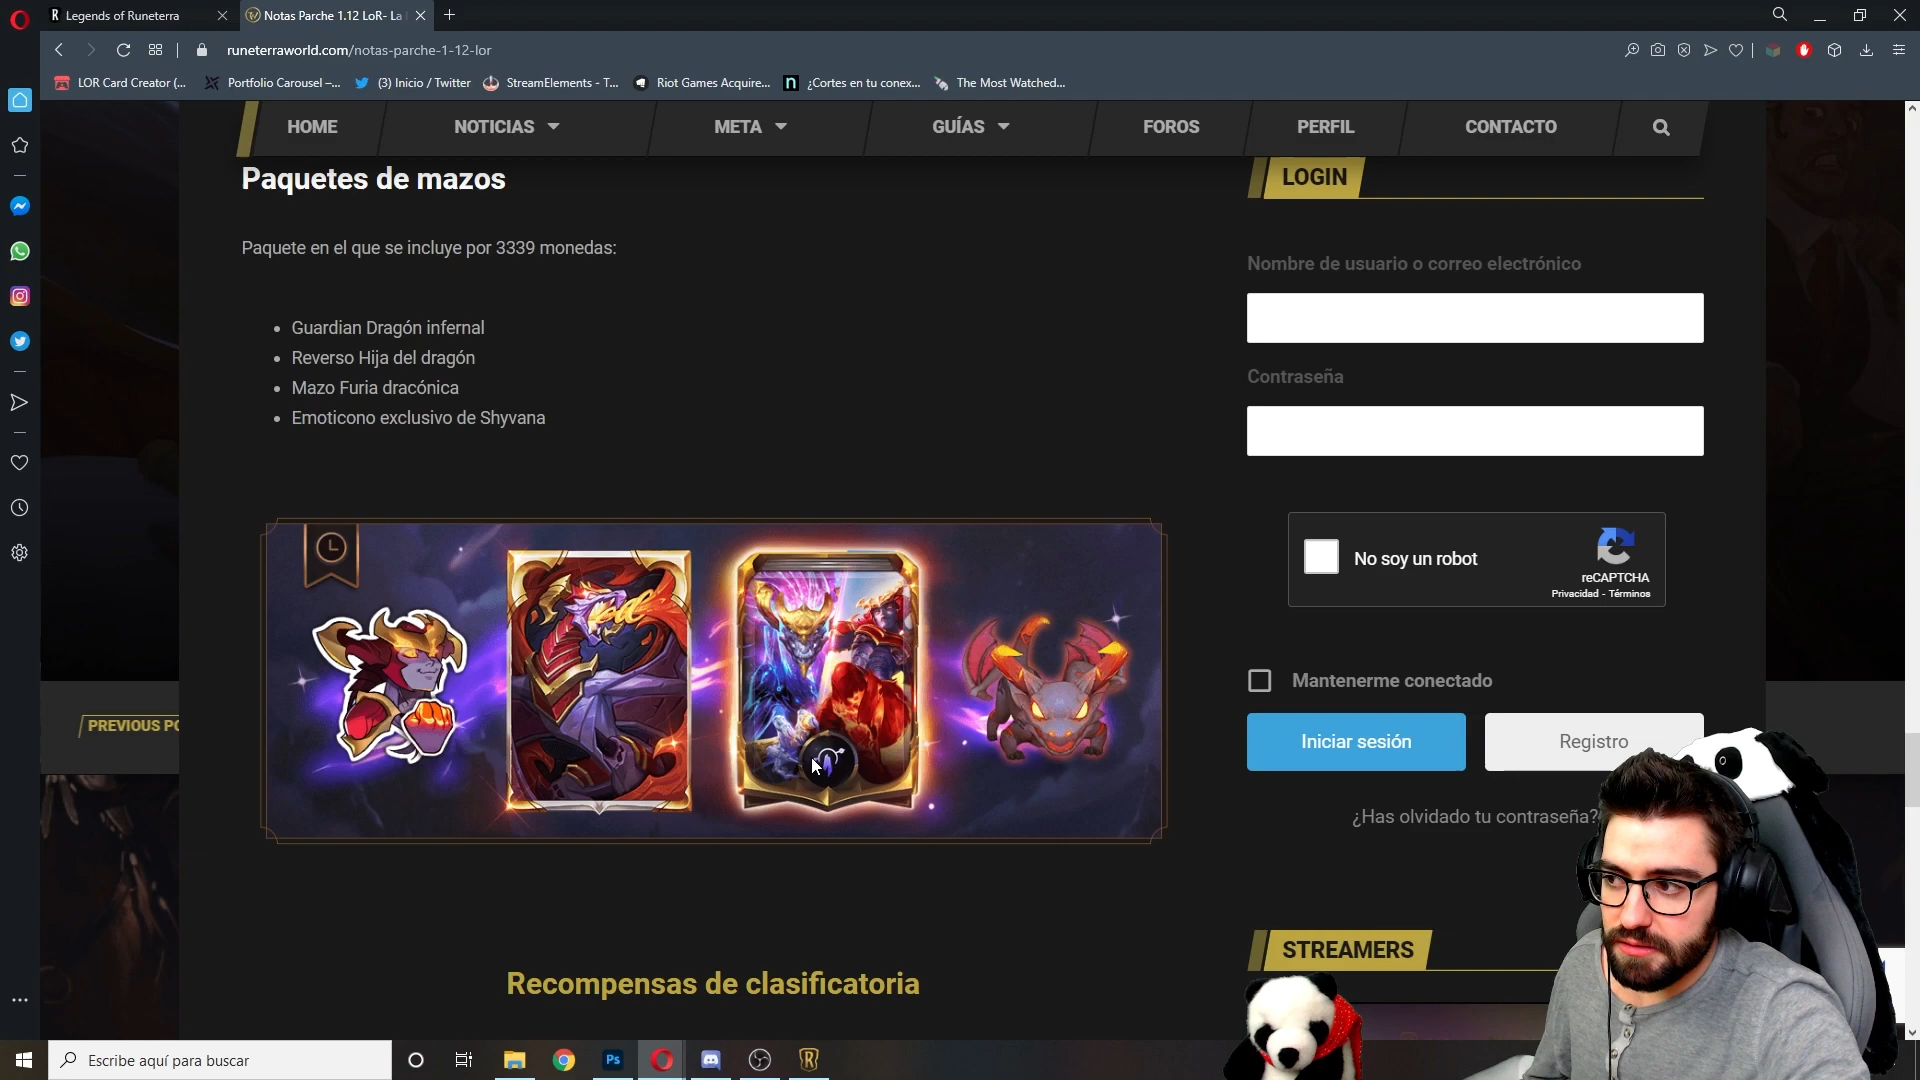 Legends of Runeterra
Notas Parche 1.12 LoR- La
runeterraworld.com/notas-parche-1-12-lor
LOR Card Creator (...
Portfolio Carousel –...
(3) Inicio / Twitter
StreamElements - T...
Riot Games Acquire...
¿Cortes en tu conex...
The Most Watched...
HOME
NOTICIAS
META
GUÍAS
FOROS
PERFIL
CONTACTO
Paquetes de mazos
Paquete en el que se incluye por 3339 monedas:
Guardian Dragón infernal
Reverso Hija del dragón
Mazo Furia dracónica
Emoticono exclusivo de Shyvana
PREVIOUS PO
Recompensas de clasificatoria
LOGIN
Nombre de usuario o correo electrónico
Contraseña
No soy un robot
reCAPTCHA
Privacidad - Términos
Mantenerme conectado
Iniciar sesión
Registro
¿Has olvidado tu contraseña?
STREAMERS
Escribe aquí para buscar
Ps